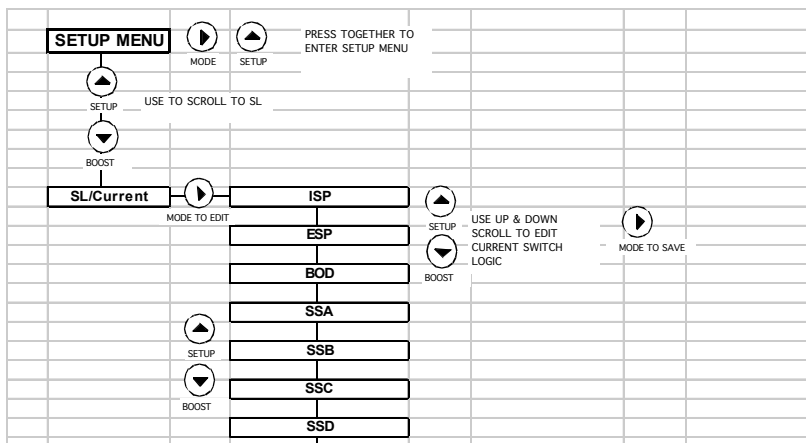 SETUP MENU
MODE
SETUP
PRESS TOGETHER TO
ENTER SETUP MENU
SETUP
USE TO SCROLL TO SL
BOOST
SL/Current
MODE TO EDIT
ISP
ESP
BOD
SETUP
BOOST
USE UP & DOWN
SCROLL TO EDIT
CURRENT SWITCH
LOGIC
MODE TO SAVE
SSA
SETUP
SSB
BOOST
SSC
SSD